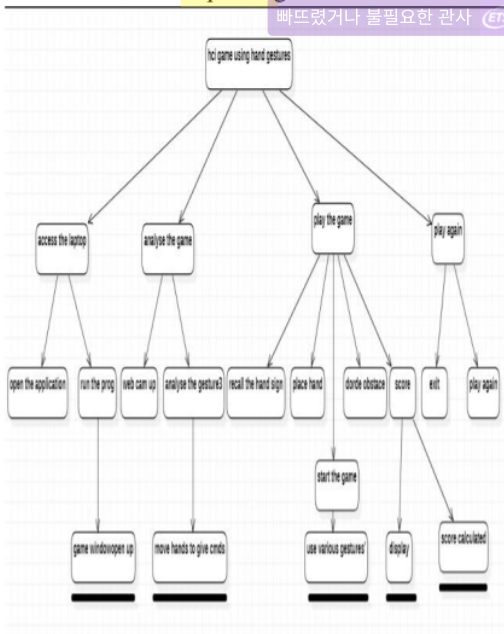 빠뜨렸거나 불필요한 관사
hci game using hand gestures
access the laptop
analyse the game
play the game
play again
open the application
run the prog
web cam up
analyse the gesture3
recall the hand sign
place hand
dorde obstace
score
exit
play again
start the game
game windowopen up
move hands to give cmds
use various gestures'
display
score calculated